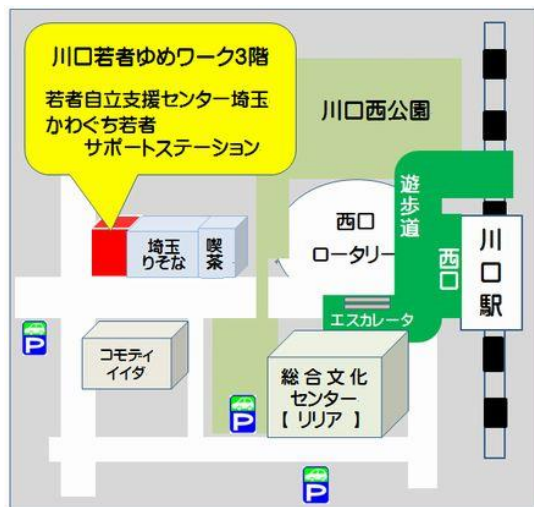 川口若者ゆめワーク3階
若者自立支援センター埼玉
かわぐち若者
サポートステーション
川口西公園
遊歩道
西口
ロータリー
西口
川口駅
埼玉
りそな
喫茶
エスカレータ
コモディ
イイダ
総合文化
センター
【リリア】
P
P
P